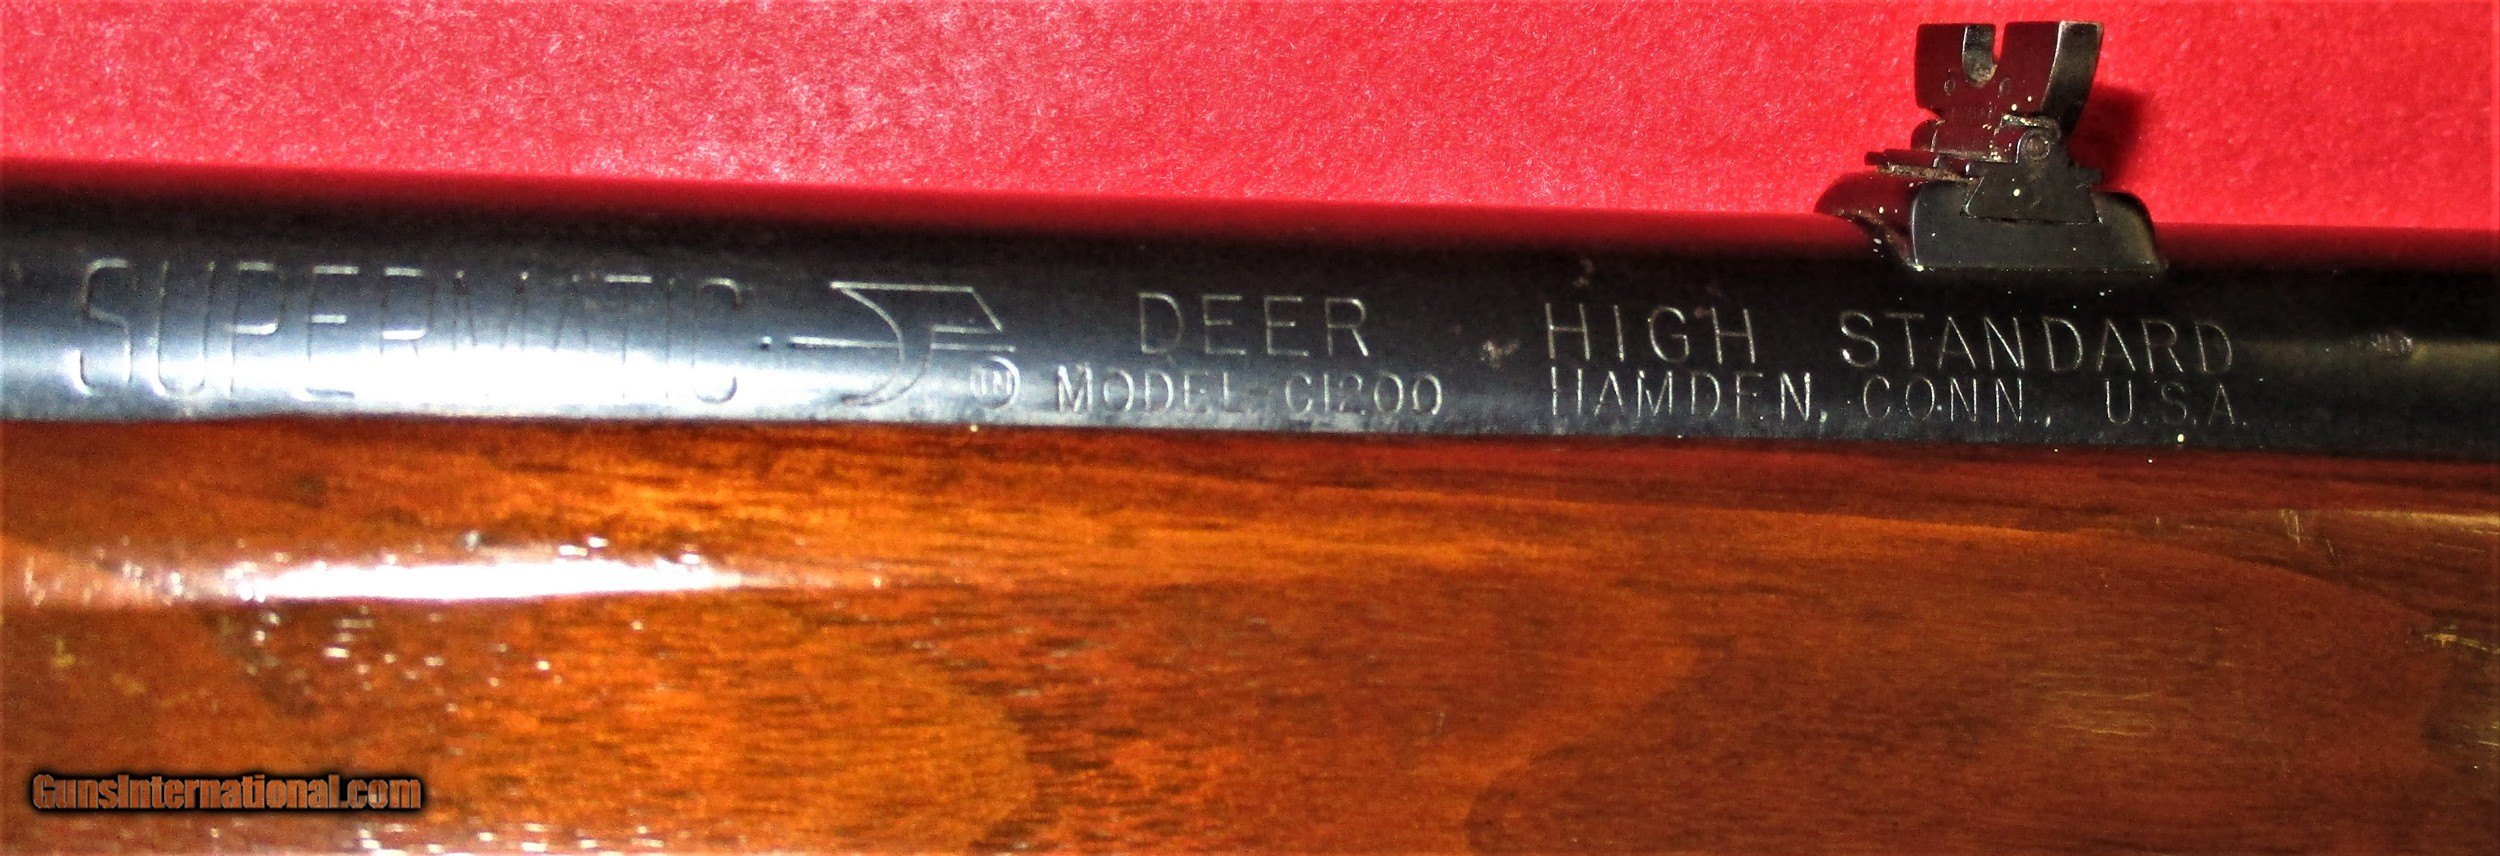 SUPERMATIC DEER HIGH STANDARD
MODEL-C1200 HAMDEN, CONN., U.S.A.
GunsInternational.com